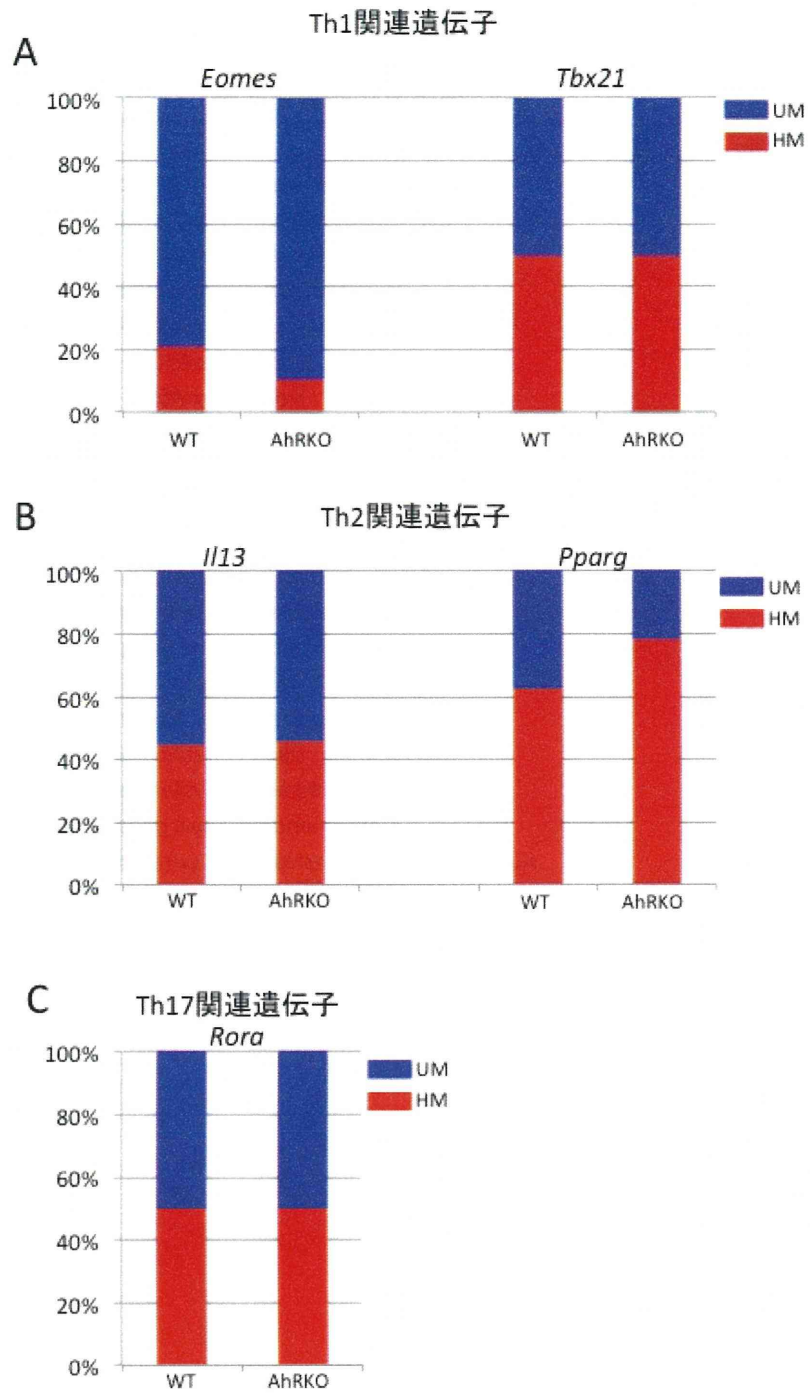 Th1関連遺伝子
A
Eomes Tbx21
100%
80%
60%
40%
20%
0%
UM
HM
WT AhRKO WT AhRKO
B
Th2関連遺伝子
Il13 Pparg
100%
80%
60%
40%
20%
0%
UM
HM
WT AhRKO WT AhRKO
C
Th17関連遺伝子
Rora
100%
80%
60%
40%
20%
0%
UM
HM
WT AhRKO